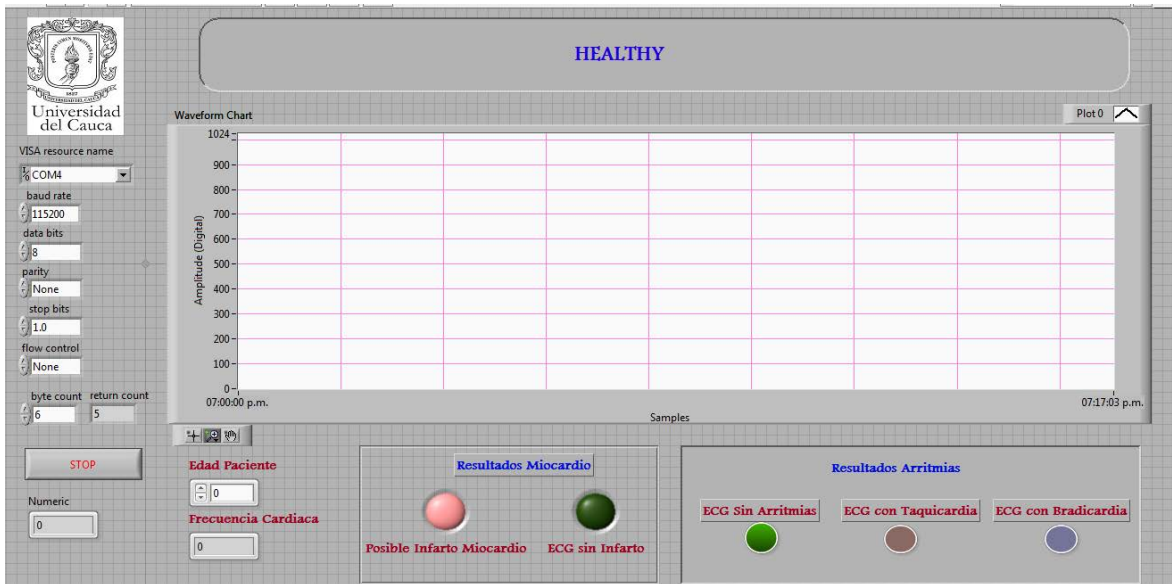 HEALTHY
Universidad
del Cauca
Waveform Chart
Plot 0
VISA resource name
COM4
baud rate
115200
data bits
8
parity
None
stop bits
1.0
flow control
None
byte count
return count
6
5
Amplitude (Digital)
1024
900
800
700
600
500
400
300
200
100
0
07:00:00 p.m.
07:17:03 p.m.
Samples
STOP
Numeric
0
Edad Paciente
0
Frecuencia Cardiaca
0
Resultados Miocardio
Posible Infarto Miocardio
ECG sin Infarto
Resultados Arritmias
ECG Sin Arritmias
ECG con Taquicardia
ECG con Bradicardia